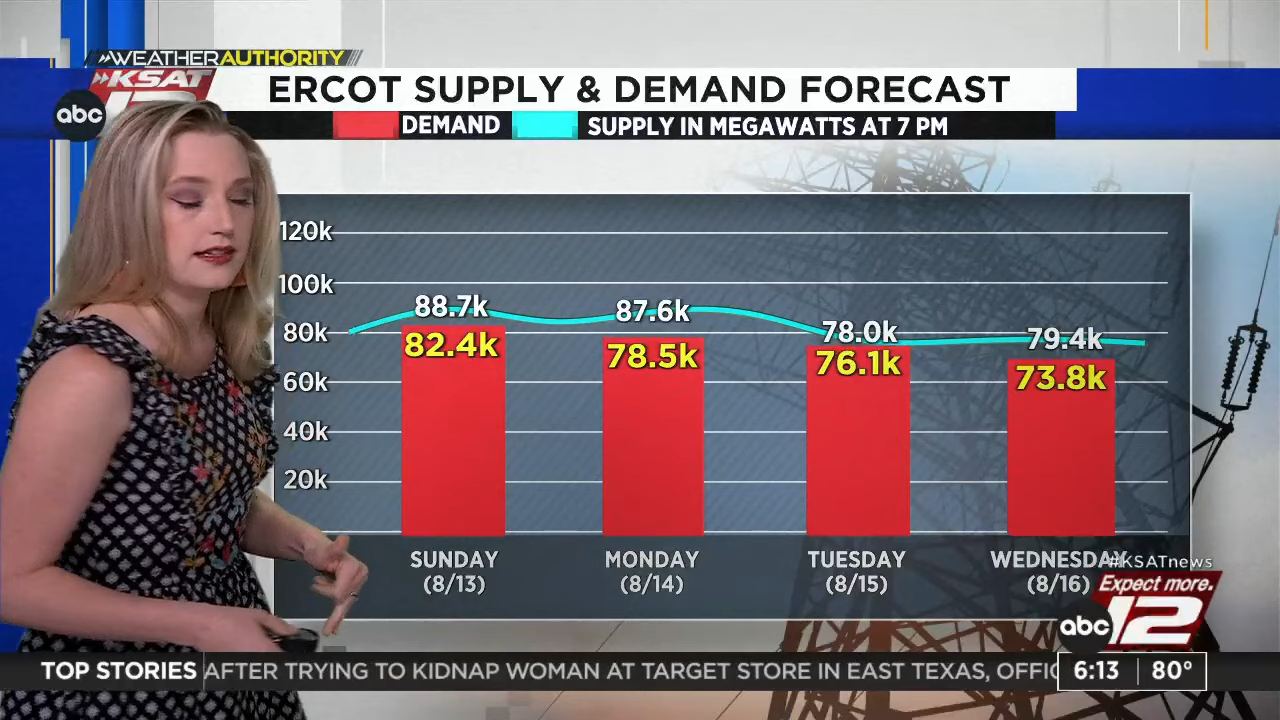 WEATHERAUTHORITY
KSAT
12
abc
ERCOT SUPPLY & DEMAND FORECAST
DEMAND SUPPLY IN MEGAWATTS AT 7 PM
120k
100k
80k
60k
40k
20k
88.7k
82.4k
87.6k
78.5k
78.0k
76.1k
79.4k
73.8k
SUNDAY
(8/13)
MONDAY
(8/14)
TUESDAY
(8/15)
WEDNESDAY
(8/16)
#KSATnews
Expect more.
abc 12
TOP STORIES AFTER TRYING TO KIDNAP WOMAN AT TARGET STORE IN EAST TEXAS, OFFIC
6:13 80°